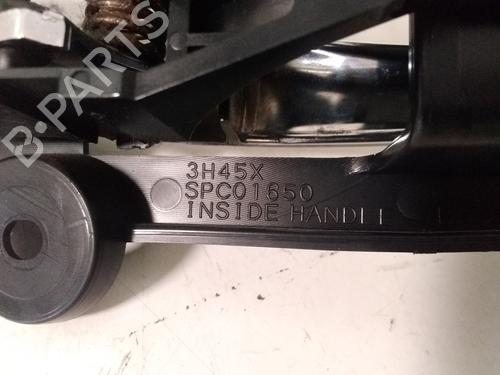 B-PARTS
3H45X
SPC01650
INSIDE HANDLE